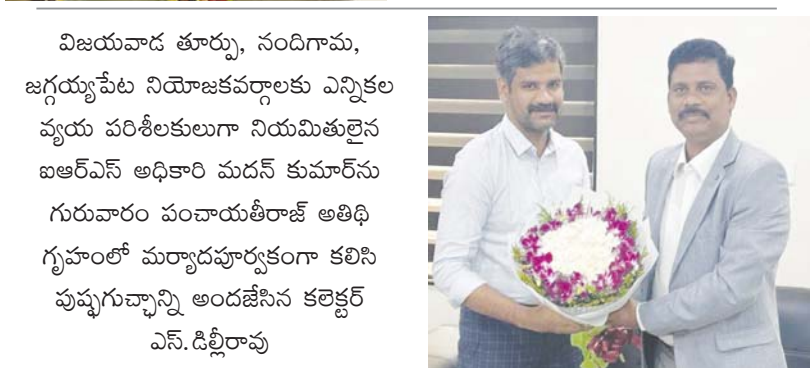 విజయవాడ తూర్పు, నందిగామ,
జగ్గయ్యపేట నియోజకవర్గాలకు ఎన్నికల
వ్యయ పరిశీలకులుగా నియమితులైన
ఐఆర్ఎస్ అధికారి మదన్ కుమార్‌ను
గురువారం పంచాయతీరాజ్ అతిథి
గృహంలో మర్యాదపూర్వకంగా కలిసి
పుష్పగుచ్ఛాన్ని అందజేసిన కలెక్టర్
ఎస్.డిల్లీరావు